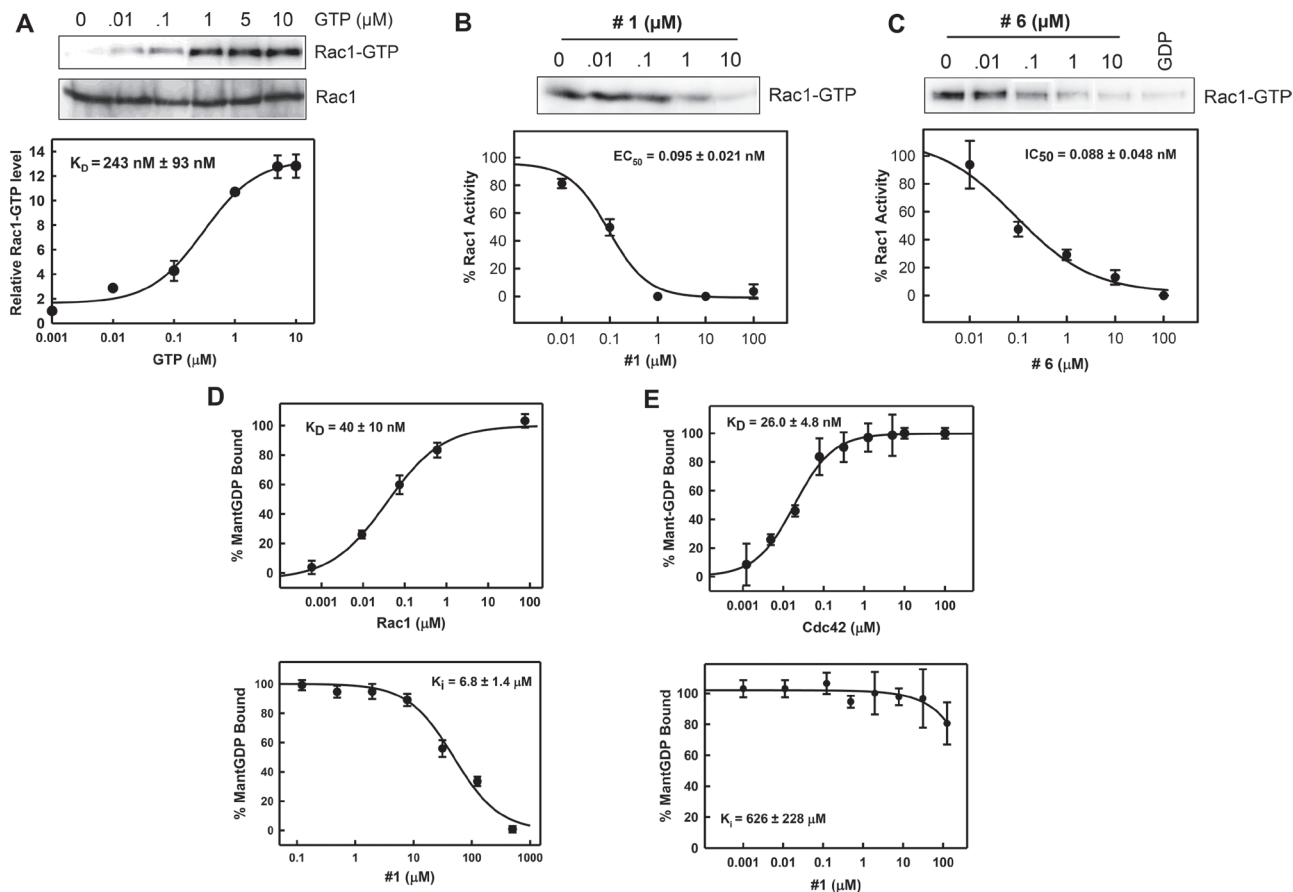 A
0 .01 .1 1 5 10 GTP (μM)
Rac1-GTP
Rac1
K_D = 243 nM ± 93 nM
Relative Rac1-GTP level
14
12
10
8
6
4
2
0
0.001 0.01 0.1 1 10
GTP (μM)
B
# 1 (μM)
0 .01 .1 1 10
Rac1-GTP
EC50 = 0.095 ± 0.021 nM
% Rac1 Activity
100
80
60
40
20
0
0.01 0.1 1 10 100
#1 (μM)
C
# 6 (μM)
0 .01 .1 1 10 GDP
Rac1-GTP
IC50 = 0.088 ± 0.048 nM
% Rac1 Activity
100
80
60
40
20
0
0.01 0.1 1 10 100
# 6 (μM)
D
K_D = 40 ± 10 nM
% MantGDP Bound
100
80
60
40
20
0
0.001 0.01 0.1 1 10 100
Rac1 (μM)
K_i = 6.8 ± 1.4 μM
% MantGDP Bound
100
80
60
40
20
0
0.1 1 10 100 1000
#1 (μM)
E
K_D = 26.0 ± 4.8 nM
% Mant-GDP Bound
100
80
60
40
20
0
0.001 0.01 0.1 1 10 100
Cdc42 (μM)
K_i = 626 ± 228 μM
% MantGDP Bound
100
80
60
40
20
0
0.001 0.01 0.1 1 10 100
#1 (μM)